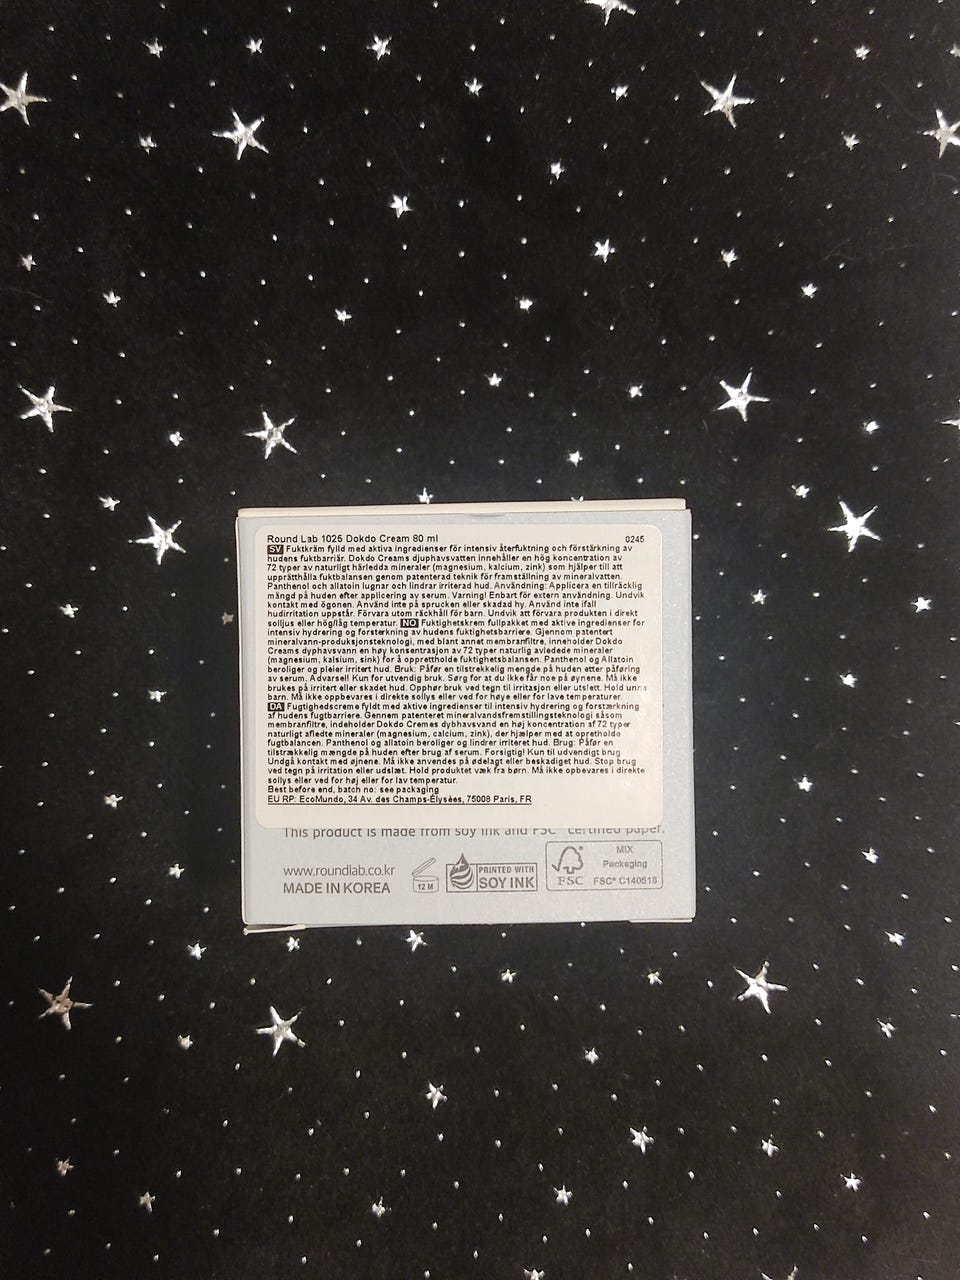 Round Lab 1025 Dokdo Cream 80 ml 0245
SV Fuktkräm fylld med aktiva ingredienser för intensiv återfuktning och förstärkning av
hudens fuktbarriär. Dokdo Creams djuphavsvatten innehåller en hög koncentration av
72 typer av naturligt härledda mineraler (magnesium, kalcium, zink) som hjälper till att
upprätthålla fuktbalansen genom patenterad teknik för framställning av mineralvatten.
Panthenol och allatoin lugnar och lindrar irriterad hud. Användning: Applicera en tillräcklig
mängd på huden efter applicering av serum. Varning! Enbart för extern användning. Undvik
kontakt med ögonen. Använd inte på sprucken eller skadad hy. Använd inte ifall
hudirritation uppstår. Förvara utom räckhåll för barn. Undvik att förvara produkten i direkt
solljus eller hög/låg temperatur. NO Fuktighetskrem fullpakket med aktive ingredienser for
intensiv hydrering og forsterkning av hudens fuktighetsbarriere. Gjennom patentert
mineralvann-produksjonsteknologi, med blant annet membranfiltre, inneholder Dokdo
Creams dyphavsvann en høy konsentrasjon av 72 typer naturlig avledede mineraler
(magnesium, kalsium, sink) for å opprettholde fuktighetsbalansen. Panthenol og Allatoin
beroliger og pleier irritert hud. Bruk: Påfør en tilstrekkelig mengde på huden etter påføring
av serum. Advarsel! Kun for utvendig bruk. Sørg for at du ikke får noe på øynene. Må ikke
brukes på irritert eller skadet hud. Opphør bruk ved tegn til irritasjon eller utslett. Hold unna
barn. Må ikke oppbevares i direkte sollys eller ved for høye eller for lave temperaturer.
DA Fugtighedscreme fyldt med aktive ingredienser til intensiv hydrering og forstærkning
af hudens fugtbarriere. Gennem patenteret mineralvandsfremstillingsteknologi såsom
membranfiltre, indeholder Dokdo Cremes dybhavsvand en høj koncentration af 72 typer
naturligt afledte mineraler (magnesium, calcium, zink), der hjælper med at opretholde
fugtbalancen. Panthenol og allatoin beroliger og lindrer irriteret hud. Brug: Påfør en
tilstrækkelig mængde på huden efter brug af serum. Forsigtig! Kun til udvendigt brug
Undgå kontakt med øjnene. Må ikke anvendes på ødelagt eller beskadiget hud. Stop brug
ved tegn på irritation eller udslæt. Hold produktet væk fra børn. Må ikke opbevares i direkte
sollys eller ved for høj eller for lav temperatur.
Best before end, batch no: see packaging
EU RP: EcoMundo, 34 Av. des Champs-Élysées, 75008 Paris, FR
This product is made from soy ink and FSC™ certified paper.
www.roundlab.co.kr
MADE IN KOREA
12 M
PRINTED WITH
SOY INK
FSC
MIX
Packaging
FSC® C140518